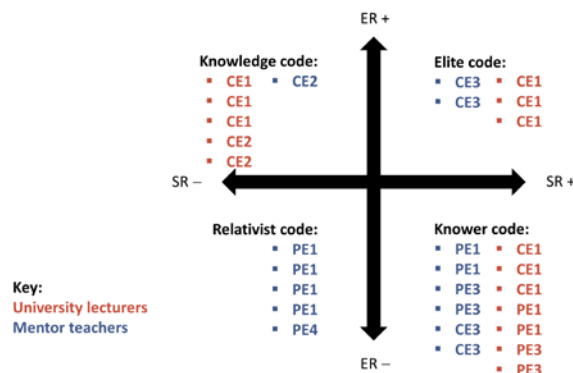 ER +
Knowledge code:
▪ CE1 ▪ CE2
▪ CE1
▪ CE1
▪ CE2
▪ CE2
Elite code:
▪ CE3 ▪ CE1
▪ CE3 ▪ CE1
▪ CE1
SR –
SR +
Relativist code:
▪ PE1
▪ PE1
▪ PE1
▪ PE1
▪ PE4
Knower code:
▪ PE1 ▪ CE1
▪ PE1 ▪ CE1
▪ PE3 ▪ CE1
▪ PE3 ▪ PE1
▪ CE3 ▪ PE1
▪ CE3 ▪ PE3
▪ PE3
Key:
University lecturers
Mentor teachers
ER –